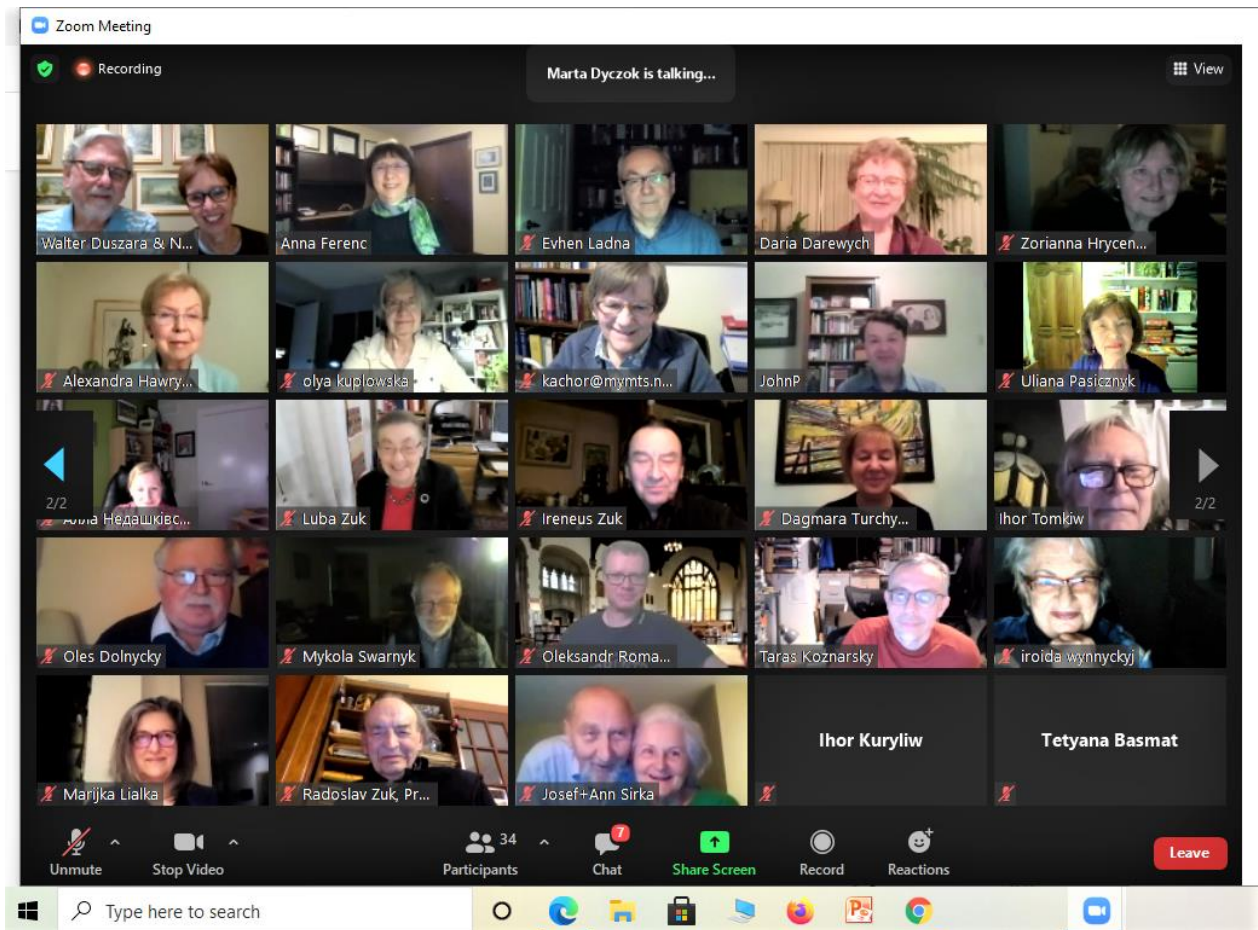 Zoom Meeting
Recording
Marta Dyczok is talking...
View
Walter Duszara & N...
Anna Ferenc
Evhen Ladna
Daria Darewych
Zorianna Hrycen...
Alexandra Hawry...
olya kuplowska
kachor@mymts.n...
JohnP
Uliana Pasicznyk
2/2
2/2
Алла Недашківс...
Luba Zuk
Ireneus Zuk
Dagmara Turchy...
Ihor Tomkiw
Oles Dolnycky
Mykola Swarnyk
Oleksandr Roma...
Taras Koznarsky
iroida wynnyckyj
Marijka Lialka
Radoslav Zuk, Pr...
Josef+Ann Sirka
Ihor Kuryliw
Tetyana Basmat
Unmute
Stop Video
34
Participants
7
Chat
Share Screen
Record
Reactions
Leave
Type here to search